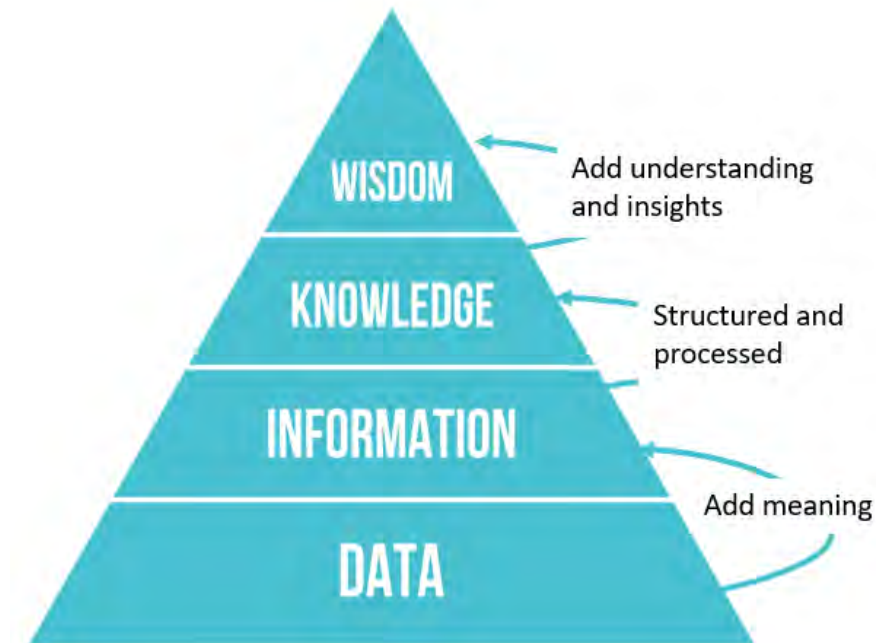 WISDOM
Add understanding
and insights
KNOWLEDGE
Structured and
processed
INFORMATION
Add meaning
DATA